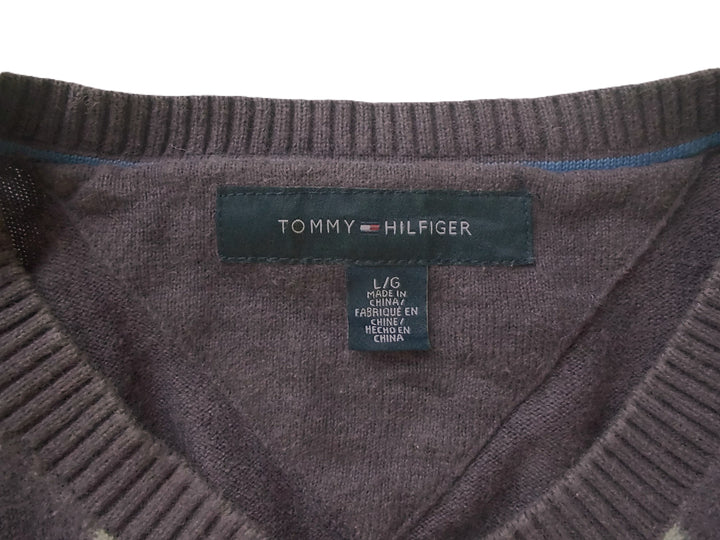 TOMMY HILFIGER
L/G
MADE IN
CHINA/
FABRIQUÉ EN
CHINE/
HECHO EN
CHINA